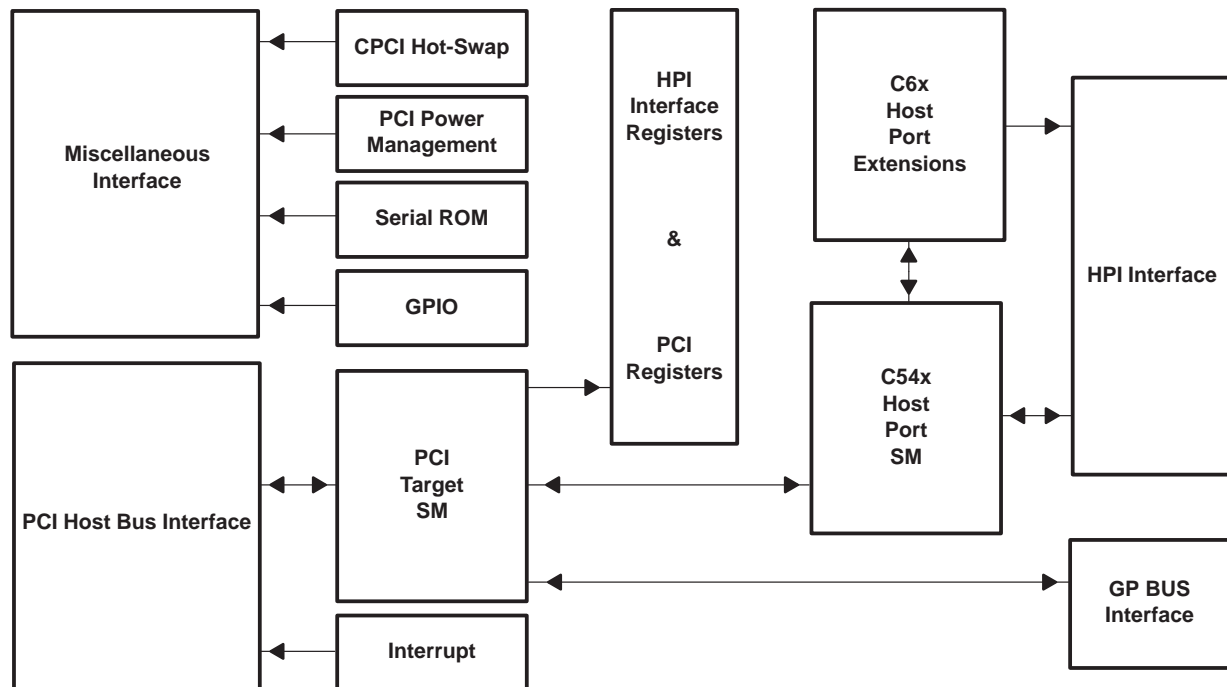 CPCI Hot-Swap
PCI Power
Management
Miscellaneous
Interface
Serial ROM
GPIO
HPI
Interface
Registers
&
PCI
Registers
C6x
Host
Port
Extensions
HPI Interface
C54x
Host
Port
SM
PCI
Target
SM
PCI Host Bus Interface
Interrupt
GP BUS
Interface